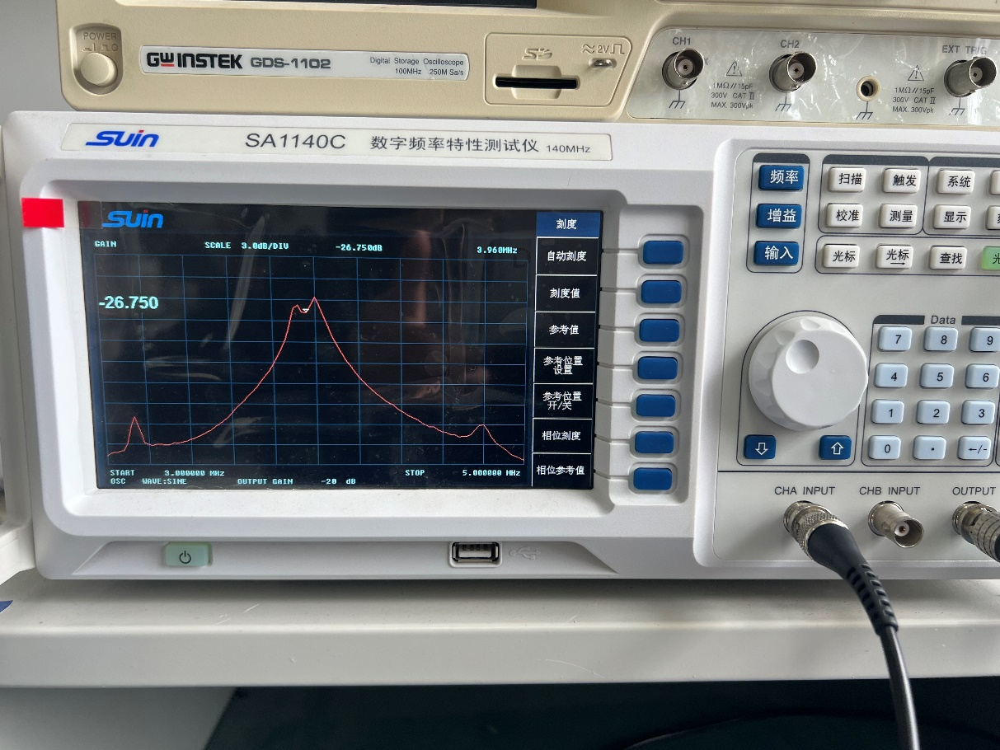 POWER
GWINSTEK GDS-1102
Digital Storage Oscilloscope
100MHz 250M Sa/s
≈2V
CH1
1MΩ//15pF
300V CAT II
MAX. 300Vpk
CH2
EXT TRIG
1MΩ//15pF
300V CAT II
MAX. 300Vpk
SUin
SA1140C 数字频率特性测试仪 140MHz
SUin
GAIN SCALE 3.0dB/DIV -26.750dB 3.960MHz
-26.750
START 3.000000 MHz STOP 5.000000 MHz
OSC WAVE:SINE OUTPUT GAIN -20 dB
刻度
自动刻度
刻度值
参考值
参考位置
设置
参考位置
开/关
相位刻度
相位参考值
频率
增益
输入
扫描 触发 系统
校准 测量 显示
光标 光标 查找 光
Data
7 8 9
4 5 6
1 2 3
0 . ←/-
CHA INPUT CHB INPUT OUTPUT